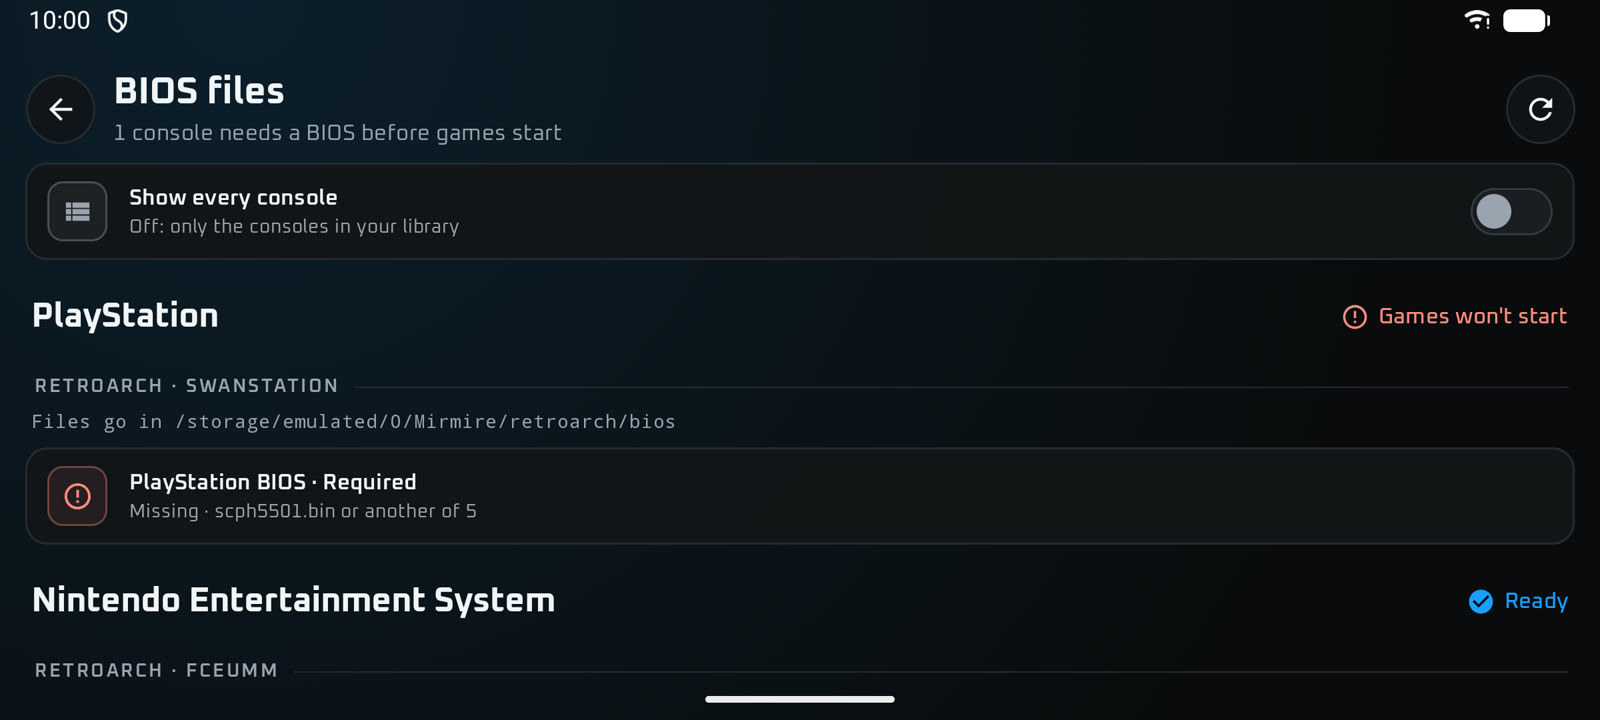 10:00
BIOS files
1 console needs a BIOS before games start
Show every console
Off: only the consoles in your library
PlayStation
Games won't start
RETROARCH · SWANSTATION
Files go in /storage/emulated/0/Mirmire/retroarch/bios
PlayStation BIOS · Required
Missing · scph5501.bin or another of 5
Nintendo Entertainment System
Ready
RETROARCH · FCEUMM